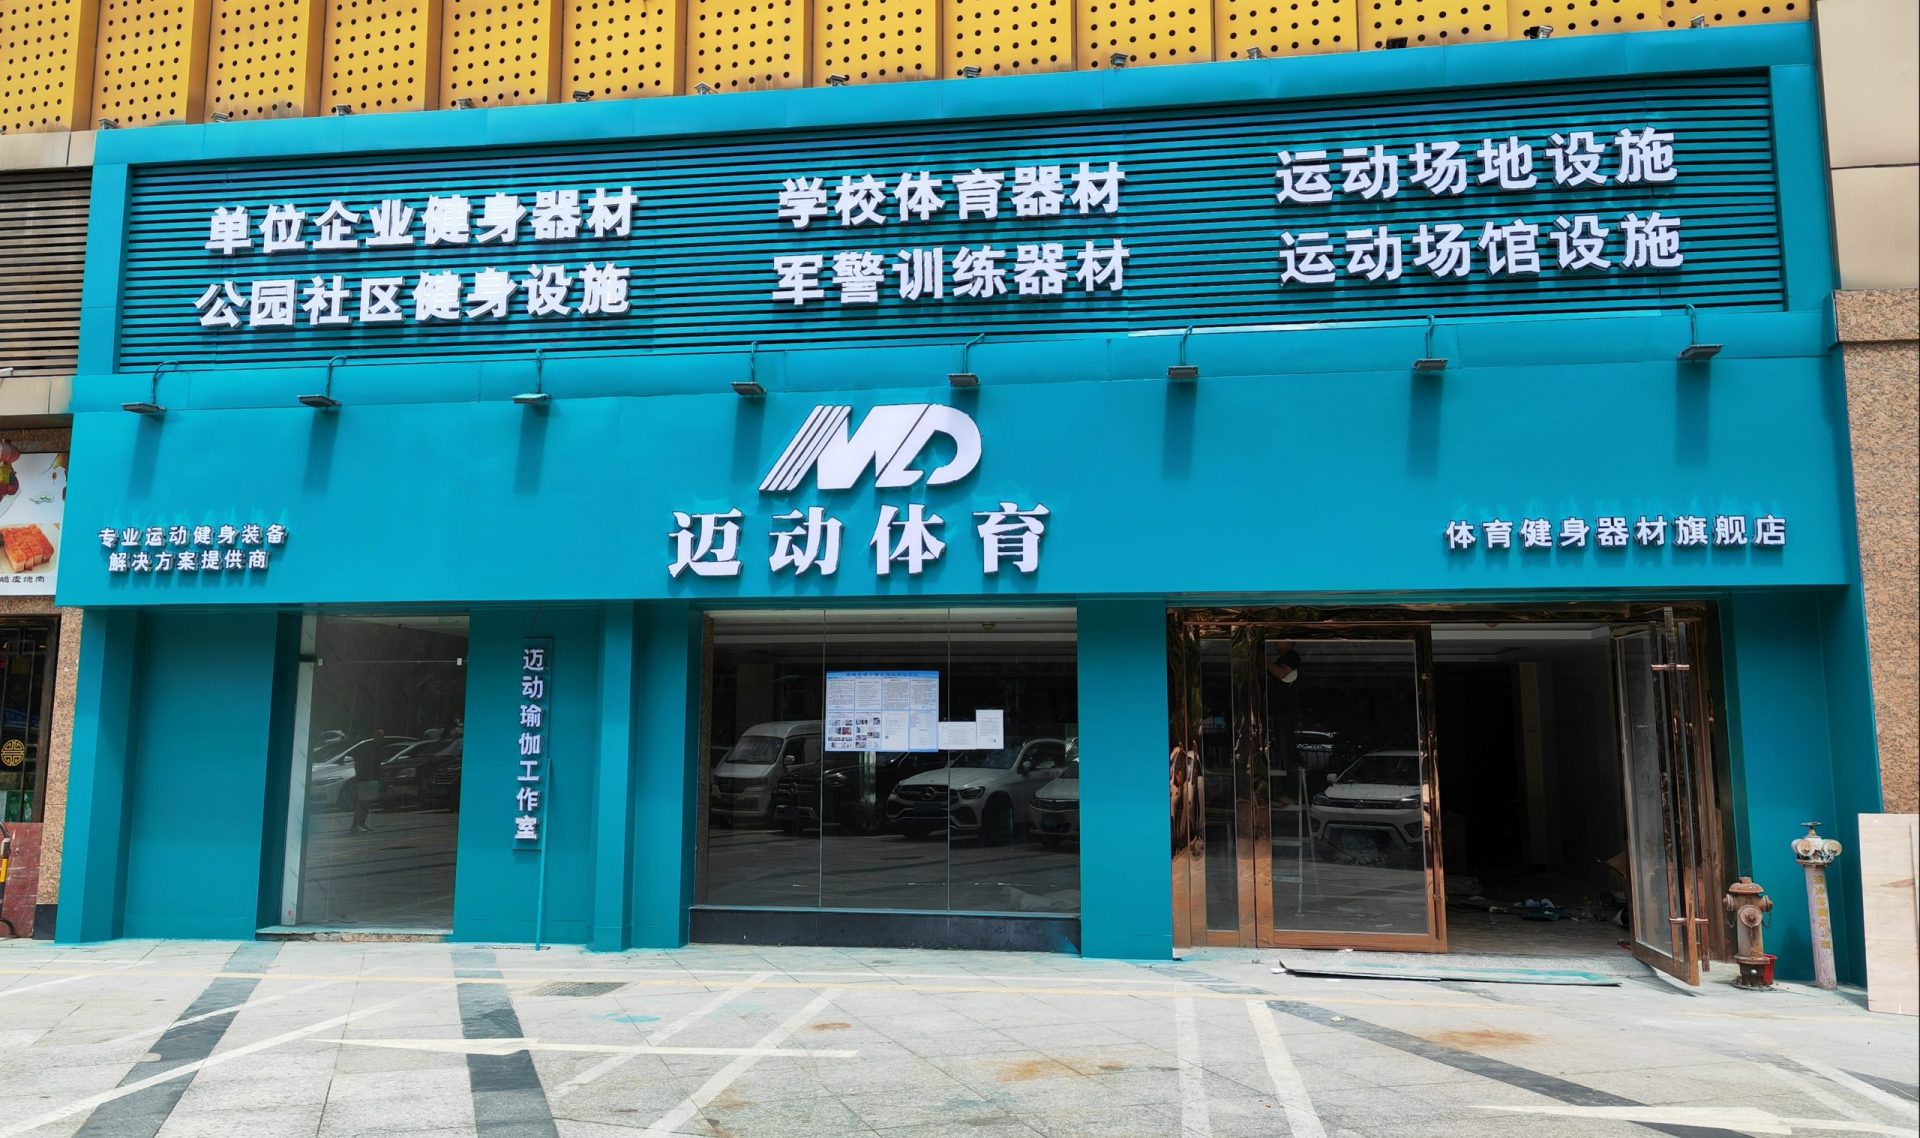 单位企业健身器材
公园社区健身设施
学校体育器材
军警训练器材
运动场地设施
运动场馆设施
MD
迈动体育
专业运动健身装备
解决方案提供商
体育健身器材旗舰店
迈动瑜伽工作室
脆皮烧肉